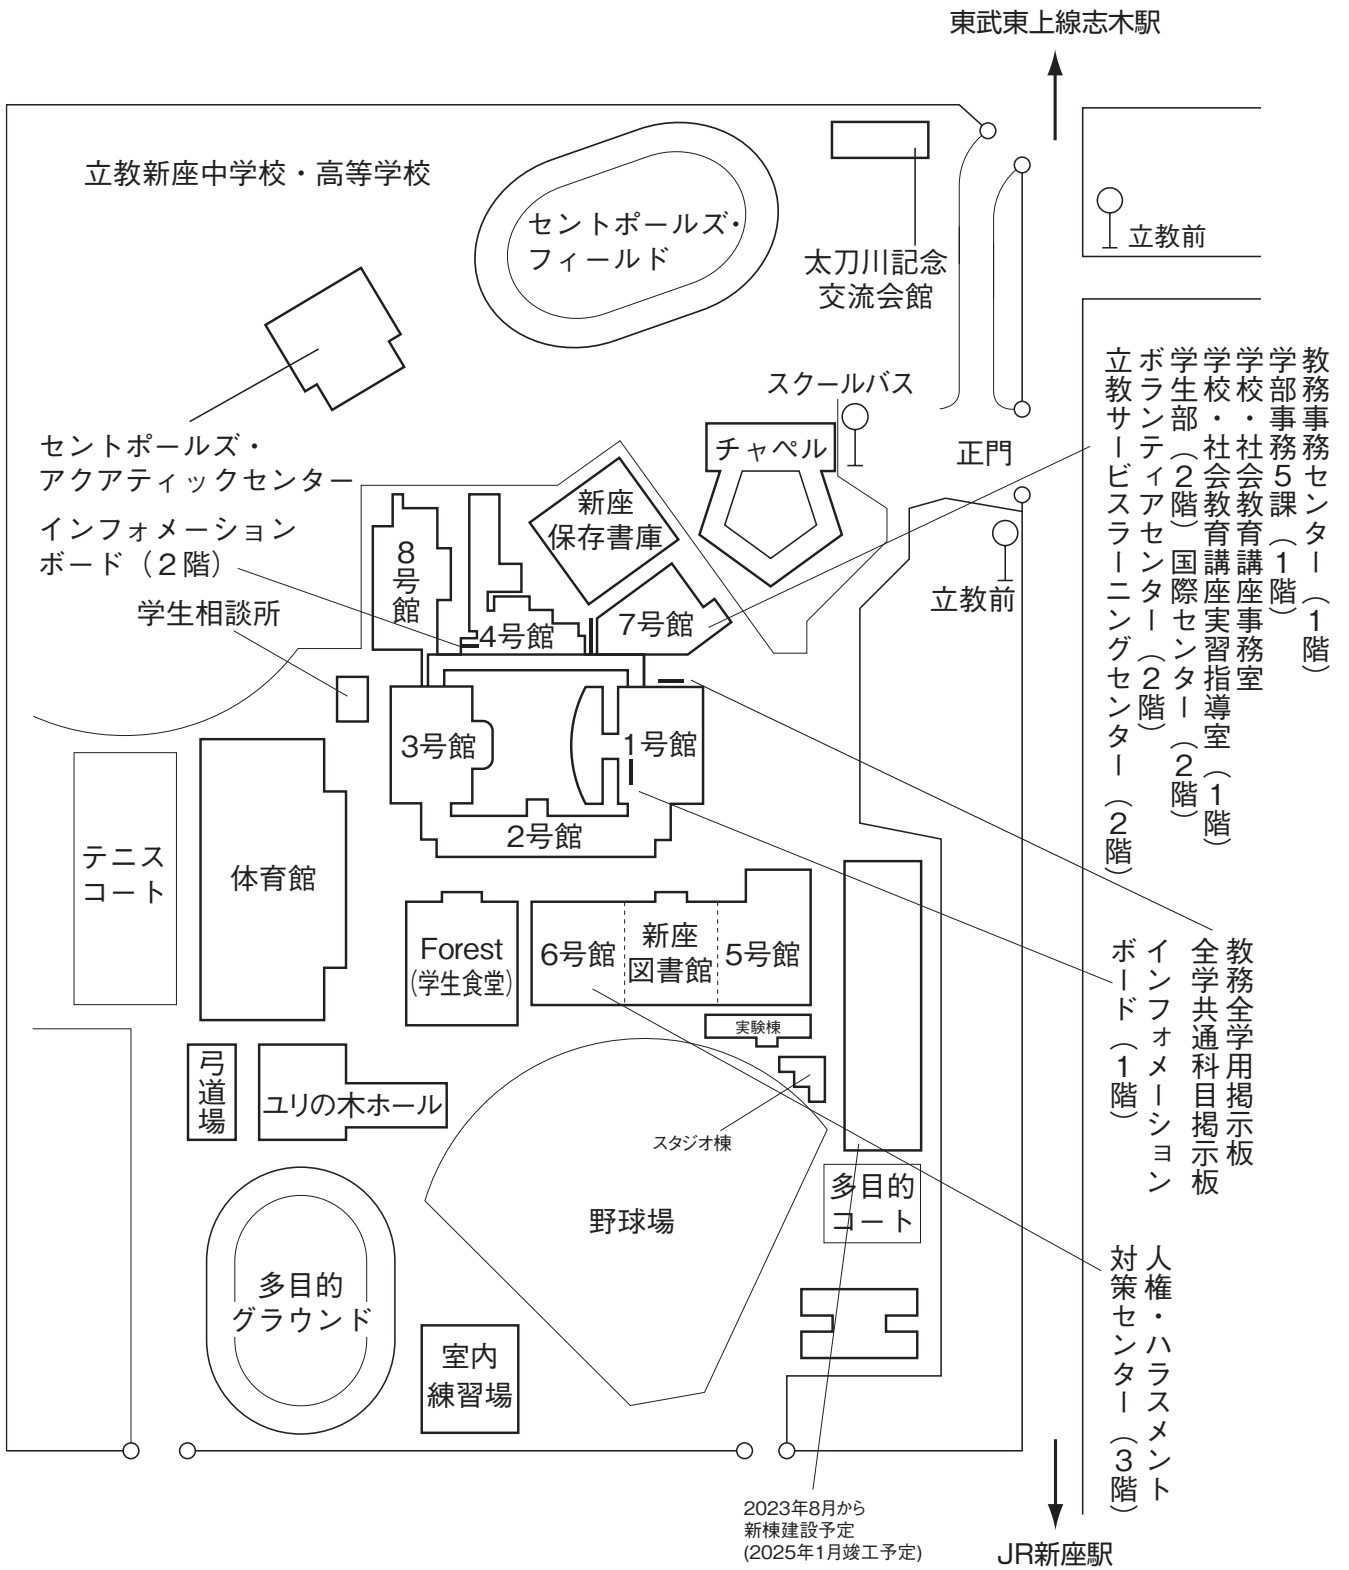 東武東上線志木駅
立教新座中学校・高等学校
セントポールズ・
フィールド
太刀川記念
交流会館
立教前
スクールバス
チャペル
正門
セントポールズ・
アクアティックセンター
インフォメーション
ボード（２階）
学生相談所
新座
保存書庫
8号館
4号館
7号館
立教前
教務事務センター（１階）
学部事務５課（１階）
学校・社会教育講座事務室
学校・社会教育講座実習指導室（１階）
学生部（２階）国際センター（２階）
ボランティアセンター（２階）
立教サービスラーニングセンター（２階）
3号館
1号館
2号館
テニス
コート
体育館
Forest
(学生食堂)
6号館
新座
図書館
5号館
実験棟
スタジオ棟
教務全学用掲示板
全学共通科目掲示板
インフォメーション
ボード（１階）
弓道場
ユリの木ホール
野球場
多目的
コート
多目的
グラウンド
室内
練習場
人権・ハラスメント
対策センター（３階）
2023年8月から
新棟建設予定
(2025年1月竣工予定)
JR新座駅